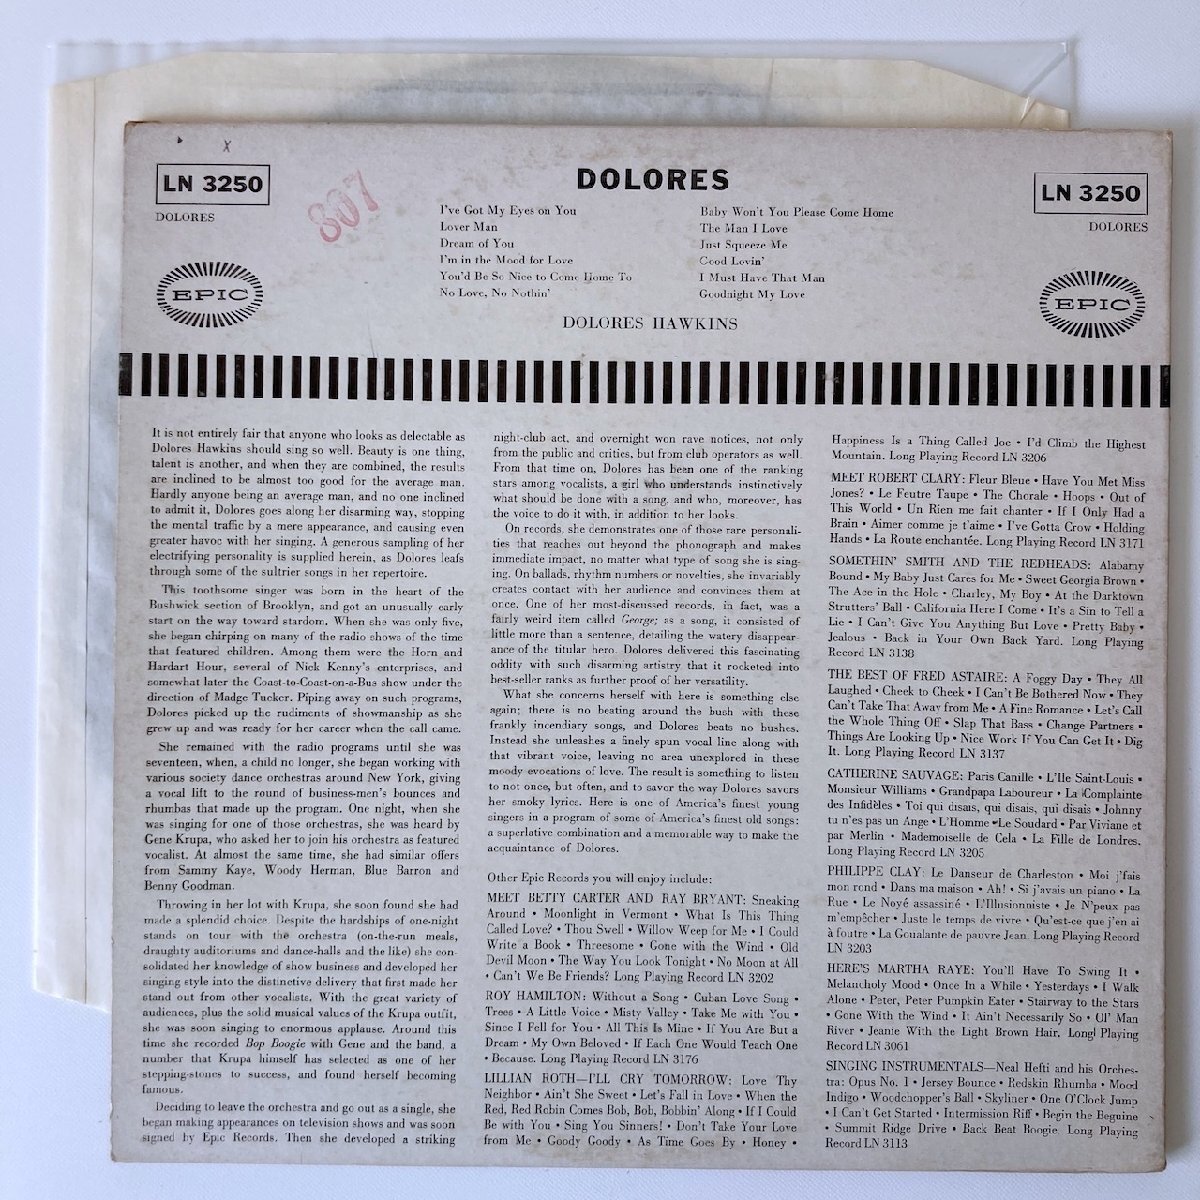 LN 3250
DOLORES
EPIC
807
X
DOLORES
I've Got My Eyes on You
Lover Man
Dream of You
I'm in the Mood for Love
You'd Be So Nice to Come Home To
No Love, No Nothin'
Baby Won't You Please Come Home
The Man I Love
Just Squeeze Me
Good Lovin'
I Must Have That Man
Goodnight My Love
DOLORES HAWKINS
LN 3250
DOLORES
EPIC
It is not entirely fair that anyone who looks as delectable as
Dolores Hawkins should sing so well. Beauty is one thing,
talent is another, and when they are combined, the results
are inclined to be almost too good for the average man.
Hardly anyone being an average man, and no one inclined
to admit it, Dolores goes along her disarming way, stopping
the mental traffic by a mere appearance, and causing even
greater havoc with her singing. A generous sampling of her
electrifying personality is supplied herein, as Dolores leafs
through some of the sultrier songs in her repertoire.
This toothsome singer was born in the heart of the
Bushwick section of Brooklyn, and got an unusually early
start on the way toward stardom. When she was only five,
she began chirping on many of the radio shows of the time
that featured children. Among them were the Horn and
Hardart Hour, several of Nick Kenny's enterprises, and
somewhat later the Coast-to-Coast-on-a-Bus show under the
direction of Madge Tucker. Piping away on such programs,
Dolores picked up the rudiments of showmanship as she
grew up and was ready for her career when the call came.
She remained with the radio programs until she was
seventeen, when, a child no longer, she began working with
various society dance orchestras around New York, giving
a vocal lift to the round of business-men's bounces and
rhumbas that made up the program. One night, when she
was singing for one of those orchestras, she was heard by
Gene Krupa, who asked her to join his orchestra as featured
vocalist. At almost the same time, she had similar offers
from Sammy Kaye, Woody Herman, Blue Barron and
Benny Goodman.
Throwing in her lot with Krupa, she soon found she had
made a splendid choice. Despite the hardships of one-night
stands on tour with the orchestra (on-the-run meals,
draughty auditoriums and dance-halls and the like) she con-
solidated her knowledge of show business and developed her
singing style into the distinctive delivery that first made her
stand out from other vocalists. With the great variety of
audiences, plus the solid musical values of the Krupa outfit,
she was soon singing to enormous applause. Around this
time she recorded Bop Boogie with Gene and the band, a
number that Krupa himself has selected as one of her
stepping-stones to success, and found herself becoming
famous.
Deciding to leave the orchestra and go out as a single, she
began making appearances on television shows and was soon
signed by Epic Records. Then she developed a striking
night-club act, and overnight won rave notices, not only
from the public and critics, but from club operators as well.
From that time on, Dolores has been one of the ranking
stars among vocalists, a girl who understands instinctively
what should be done with a song, and who, moreover, has
the voice to do it with, in addition to her looks.
On records, she demonstrates one of those rare personali-
ties that reaches out beyond the phonograph and makes
immediate impact, no matter what type of song she is sing-
ing. On ballads, rhythm numbers or novelties, she invariably
creates contact with her audience and convinces them at
once. One of her most-discussed records, in fact, was a
fairly weird item called George; as a song, it consisted of
little more than a sentence, detailing the watery disappear-
ance of the titular hero. Dolores delivered this fascinating
oddity with such disarming artistry that it rocketed into
best-seller ranks as further proof of her versatility.
What she concerns herself with here is something else
again; there is no beating around the bush with these
frankly incendiary songs, and Dolores beats no bushes.
Instead she unleashes a finely spun vocal line along with
that vibrant voice, leaving no area unexplored in these
moody evocations of love. The result is something to listen
to not once, but often, and to savor the way Dolores savors
her smoky lyrics. Here is one of America's finest young
singers in a program of some of America's finest old songs:
a superlative combination and a memorable way to make the
acquaintance of Dolores.
Other Epic Records you will enjoy include:
MEET BETTY CARTER AND RAY BRYANT: Sneaking
Around • Moonlight in Vermont • What Is This Thing
Called Love? • Thou Swell • Willow Weep for Me • I Could
Write a Book • Threesome • Gone with the Wind • Old
Devil Moon • The Way You Look Tonight • No Moon at All
• Can't We Be Friends? Long Playing Record LN 3202
ROY HAMILTON: Without a Song • Cuban Love Song •
Trees • A Little Voice • Misty Valley • Take Me with You •
Since I Fell for You • All This Is Mine • If You Are But a
Dream • My Own Beloved • If Each One Would Teach One
• Because. Long Playing Record LN 3176
LILLIAN ROTH—I'LL CRY TOMORROW: Love Thy
Neighbor • Ain't She Sweet • Let's Fall in Love • When the
Red, Red Robin Comes Bob, Bob, Bobbin' Along • If I Could
Be with You • Sing You Sinners! • Don't Take Your Love
from Me • Goody Goody • As Time Goes By • Honey •
Happiness Is a Thing Called Joe • I'd Climb the Highest
Mountain. Long Playing Record LN 3206
MEET ROBERT CLARY: Fleur Bleue • Have You Met Miss
Jones? • Le Feutre Taupe • The Chorale • Hoops • Out of
This World • Un Rien me fait chanter • If I Only Had a
Brain • Aimer comme je t'aime • I've Gotta Crow • Holding
Hands • La Route enchantée. Long Playing Record LN 3171
SOMETHIN' SMITH AND THE REDHEADS: Alabamy
Bound • My Baby Just Cares for Me • Sweet Georgia Brown •
The Ace in the Hole • Charley, My Boy • At the Darktown
Strutters' Ball • California Here I Come • It's a Sin to Tell a
Lie • I Can't Give You Anything But Love • Pretty Baby •
Jealous • Back in Your Own Back Yard. Long Playing
Record LN 3138
THE BEST OF FRED ASTAIRE: A Foggy Day • They All
Laughed • Cheek to Cheek • I Can't Be Bothered Now • They
Can't Take That Away from Me • A Fine Romance • Let's Call
the Whole Thing Off • Slap That Bass • Change Partners •
Things Are Looking Up • Nice Work If You Can Get It • Dig
It. Long Playing Record LN 3137
CATHERINE SAUVAGE: Paris Canaille • L'Ile Saint-Louis •
Monsieur Williams • Grandpapa Laboureur • La Complainte
des Infidèles • Toi qui disais, qui disais, qui disais • Johnny
tu n'es pas un Ange • L'Homme • Le Soudard • Par Viviane et
par Merlin • Mademoiselle de Cela • La Fille de Londres.
Long Playing Record LN 3205
PHILIPPE CLAY: Le Danseur de Charleston • Moi j'fais
mon rond • Dans ma maison • Ah! • Si j'avais un piano • La
Rue • Le Noyé assassiné • L'Illusionniste • Je N'peux pas
m'empêcher • Juste le temps de vivre • Qu'est-ce que j'en ai
à foutre • La Goualante de pauvre Jean. Long Playing Record
LN 3203
HERE'S MARTHA RAYE: You'll Have To Swing It •
Melancholy Mood • Once In a While • Yesterdays • I Walk
Alone • Peter, Peter Pumpkin Eater • Stairway to the Stars
• Gone With the Wind • It Ain't Necessarily So • Ol' Man
River • Jeanie With the Light Brown Hair. Long Playing
Record LN 3061
SINGING INSTRUMENTALS—Neal Hefti and his Orches-
tra: Opus No. 1 • Jersey Bounce • Redskin Rhumba • Mood
Indigo • Woodchopper's Ball • Skyliner • One O'Clock Jump
• I Can't Get Started • Intermission Riff • Begin the Beguine
• Summit Ridge Drive • Back Beat Boogie. Long Playing
Record LN 3113